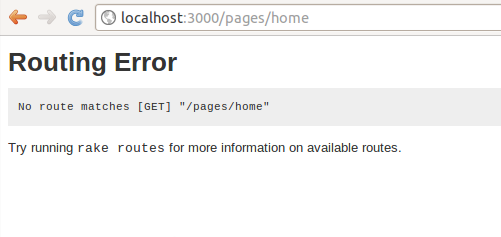 localhost:3000/pages/home
Routing Error
No route matches [GET] "/pages/home"
Try running rake routes for more information on available routes.